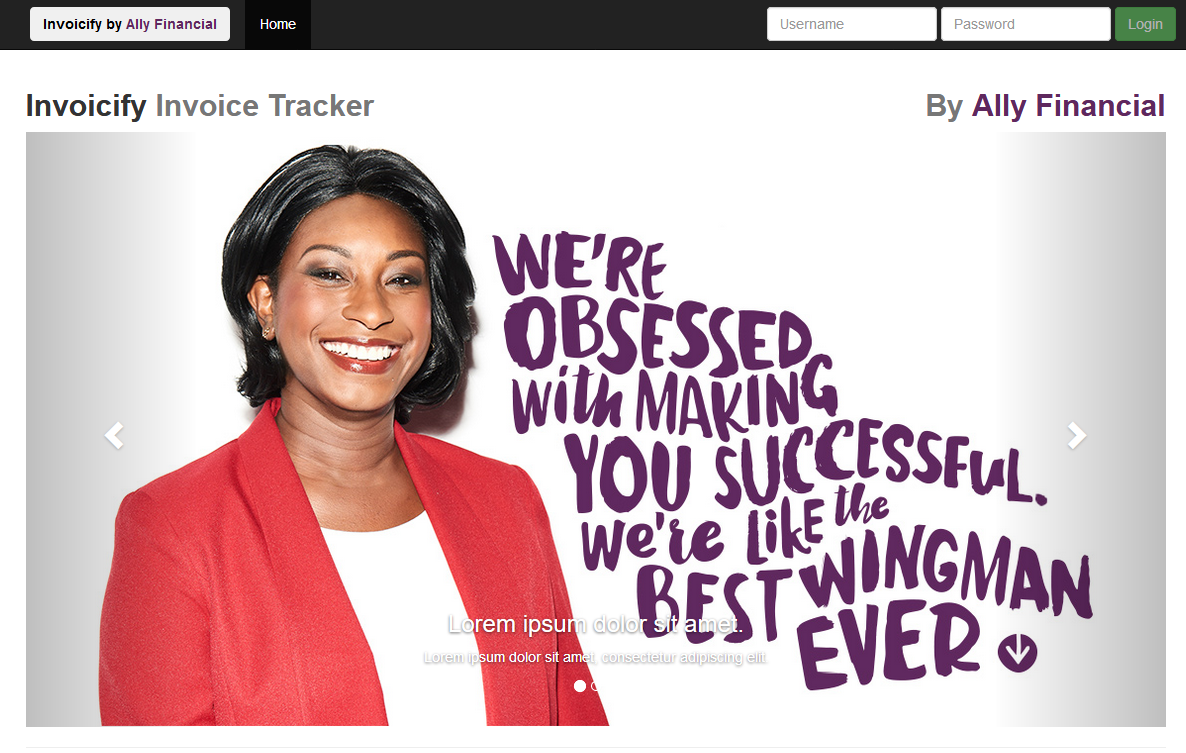 Invoicify by Ally Financial Home Username Password Login
Invoicify Invoice Tracker By Ally Financial
WE'RE
OBSESSED
with MAKING
YOU SUCCESSFUL.
We're LIKE the
BEST WINGMAN
EVER
Lorem ipsum dolor sit amet.
Lorem ipsum dolor sit amet, consectetur adipiscing elit.